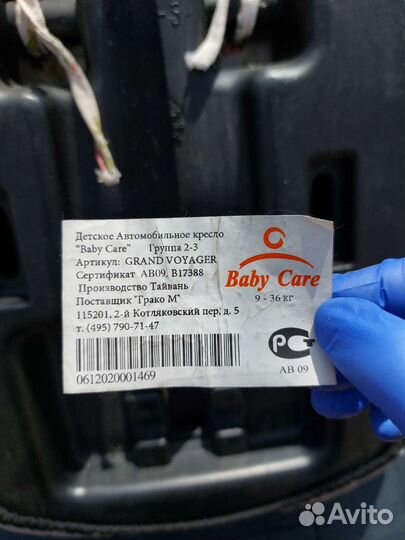 Детское Автомобильное кресло
"Baby Care" Группа 2-3
Артикул: GRAND VOYAGER
Сертификат АВ09. В17388
Производство Тайвань
Поставщик "Грако М"
115201, 2-й Котляковский пер, д. 5
т. (495) 790-71-47
0612020001469
Baby Care
9 - 36 кг
РСТ
АВ 09
Avito